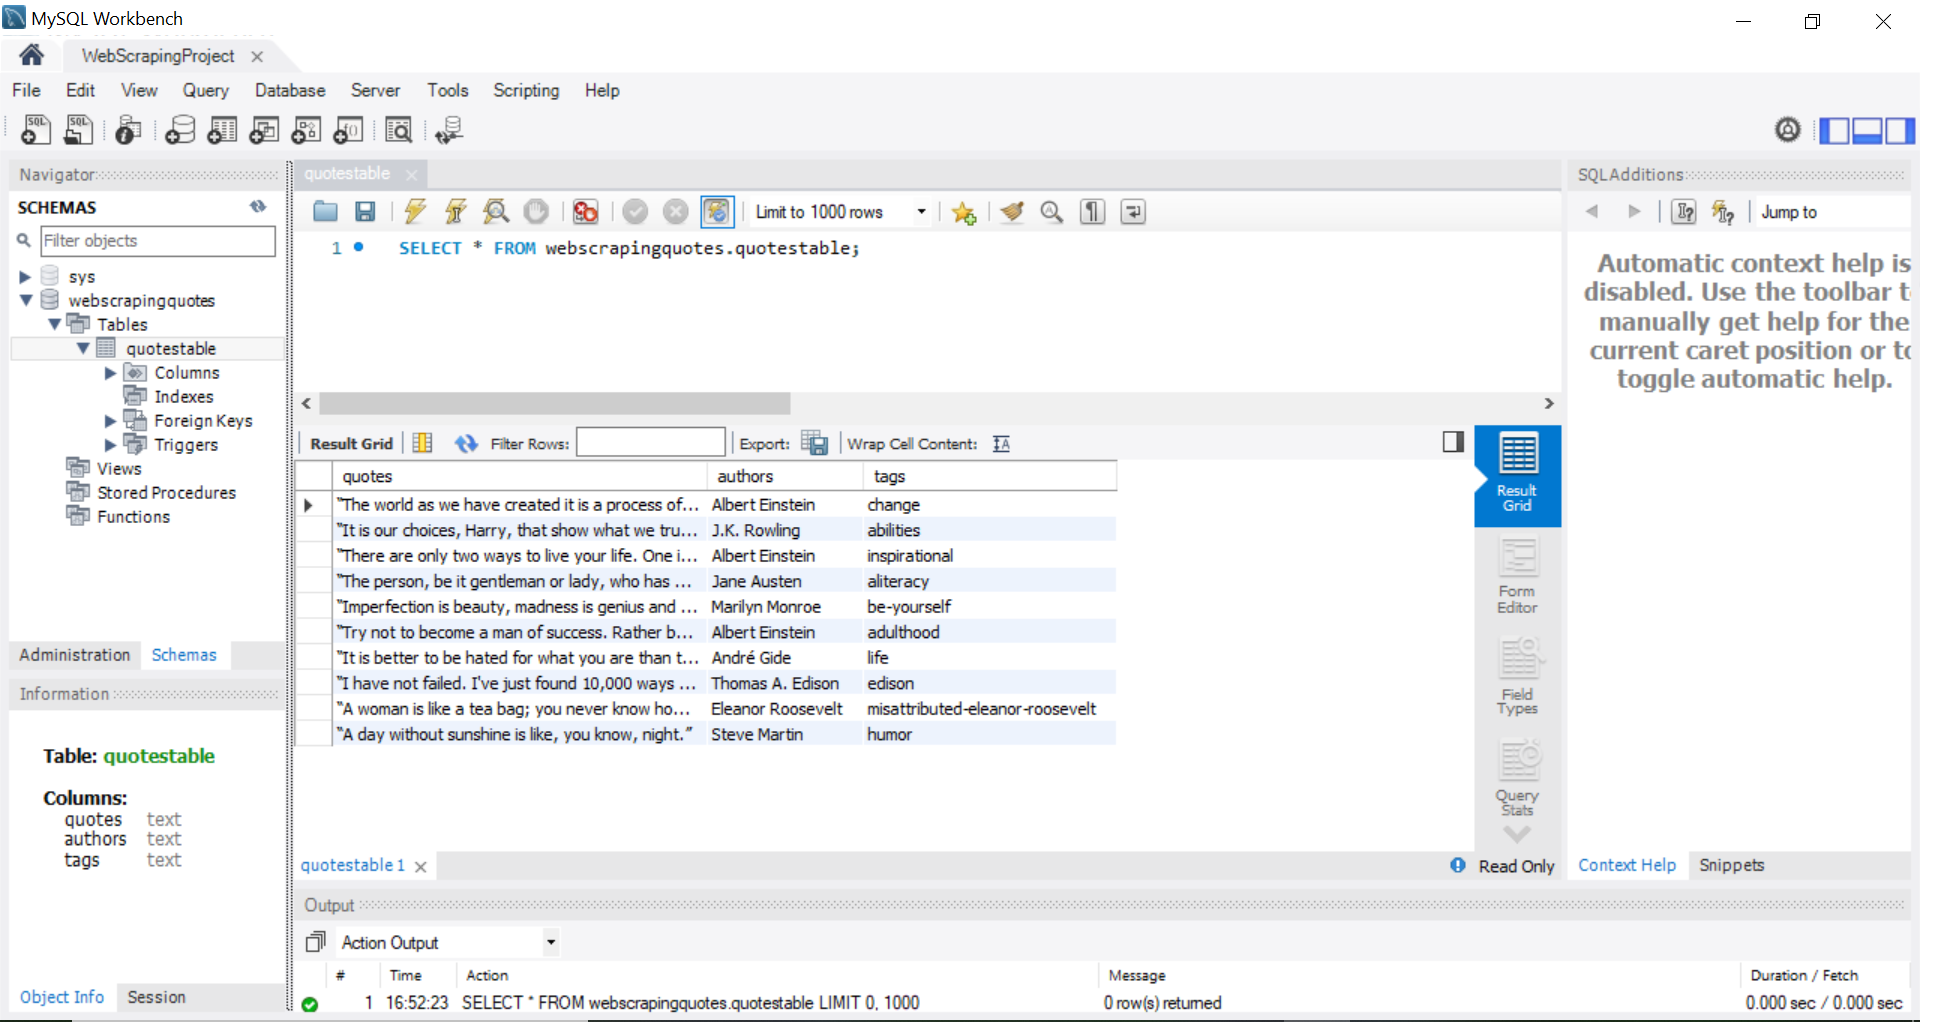 MySQL Workbench
WebScrapingProject
File Edit View Query Database Server Tools Scripting Help
Navigator
SCHEMAS
Filter objects
sys
webscrapingquotes
Tables
quotestable
Columns
Indexes
Foreign Keys
Triggers
Views
Stored Procedures
Functions
Administration Schemas
Information
Table: quotestable
Columns:
quotes text
authors text
tags text
Object Info Session
quotestable
Limit to 1000 rows
1 SELECT * FROM webscrapingquotes.quotestable;
Result Grid Filter Rows: Export: Wrap Cell Content:
quotes authors tags
“The world as we have created it is a process of... Albert Einstein change
“It is our choices, Harry, that show what we tru... J.K. Rowling abilities
“There are only two ways to live your life. One i... Albert Einstein inspirational
“The person, be it gentleman or lady, who has ... Jane Austen aliteracy
“Imperfection is beauty, madness is genius and ... Marilyn Monroe be-yourself
“Try not to become a man of success. Rather b... Albert Einstein adulthood
“It is better to be hated for what you are than t... André Gide life
“I have not failed. I've just found 10,000 ways ... Thomas A. Edison edison
“A woman is like a tea bag; you never know ho... Eleanor Roosevelt misattributed-eleanor-roosevelt
“A day without sunshine is like, you know, night.” Steve Martin humor
Result
Grid
Form
Editor
Field
Types
Query
Stats
quotestable 1
Read Only
SQLAdditions
Jump to
Automatic context help is
disabled. Use the toolbar t
manually get help for the
current caret position or to
toggle automatic help.
Context Help Snippets
Output
Action Output
# Time Action Message Duration / Fetch
1 16:52:23 SELECT * FROM webscrapingquotes.quotestable LIMIT 0, 1000 0 row(s) returned 0.000 sec / 0.000 sec